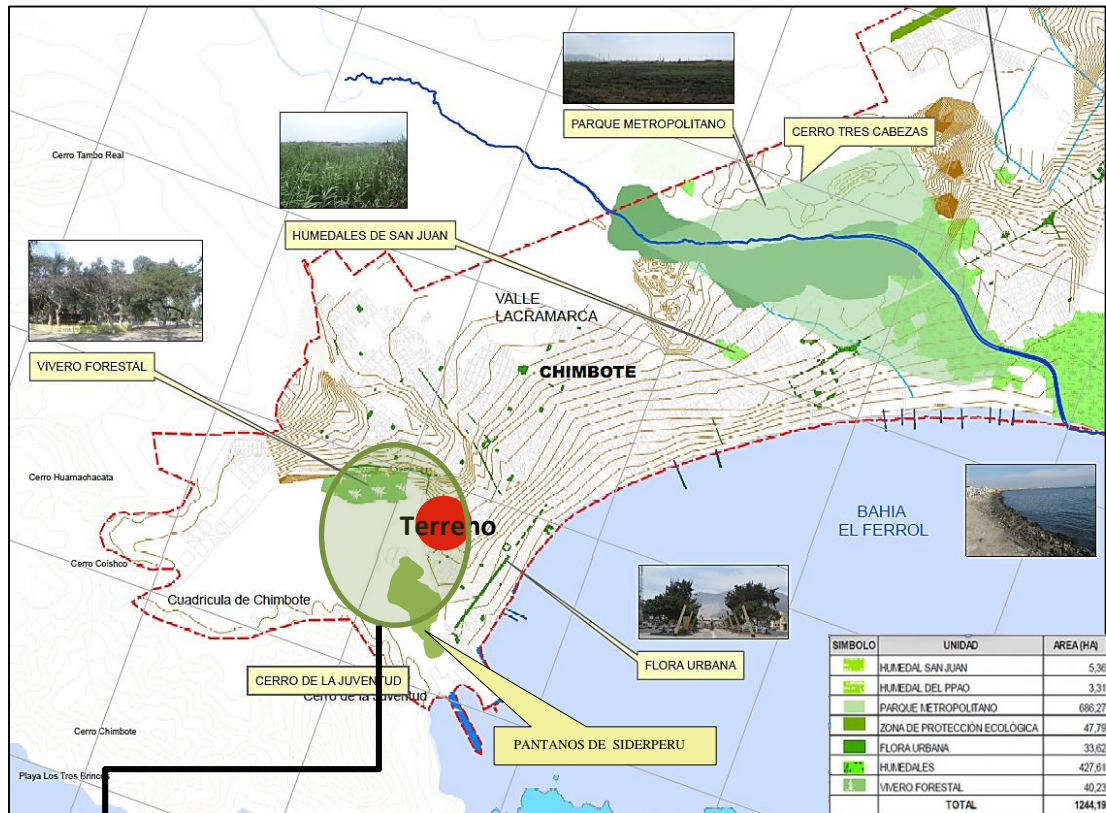 PARQUE METROPOLITANO
CERRO TRES CABEZAS
Cerro Tambo Real
HUMEDALES DE SAN JUAN
VALLE
LACRAMARCA
VIVERO FORESTAL
CHIMBOTE
Cerro Huamachacata
Terreno
BAHIA
EL FERROL
Cerro Coishco
Cuadricula de Chimbote
FLORA URBANA
CERRO DE LA JUVENTUD
Cerro de la Juventud
Cerro Chimbote
PANTANOS DE SIDERPERU
Playa Los Tres Brincos
SIMBOLO UNIDAD AREA (HA)
HUMEDAL SAN JUAN 5,36
HUMEDAL DEL PPAO 3,31
PARQUE METROPOLITANO 686,27
ZONA DE PROTECCIÓN ECOLÓGICA 47,79
FLORA URBANA 33,62
HUMEDALES 427,61
VIVERO FORESTAL 40,23
TOTAL 1244,19